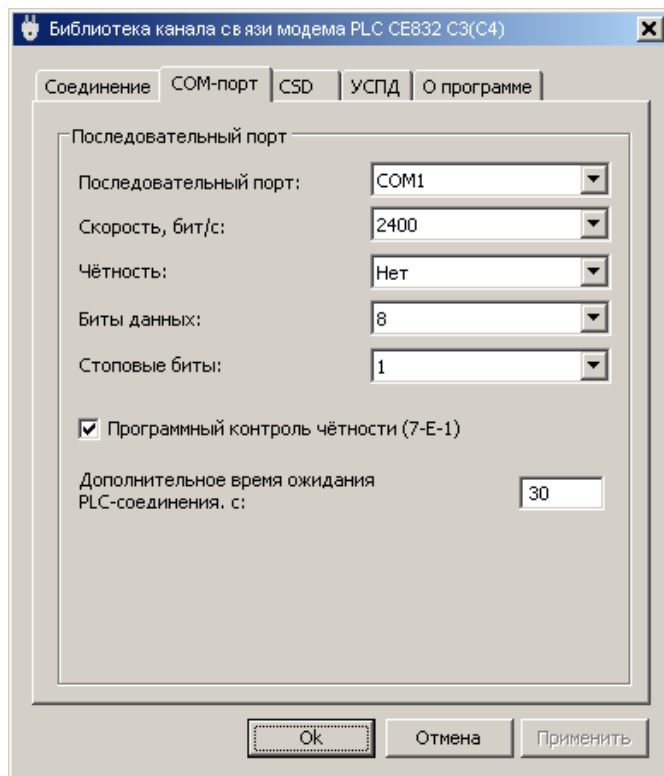 Библиотека канала связи модема PLC CE832 C3(C4)
Соединение COM-порт CSD УСПД О программе
Последовательный порт
Последовательный порт: COM1
Скорость, бит/с: 2400
Чётность: Нет
Биты данных: 8
Стоповые биты: 1
Программный контроль чётности (7-E-1)
Дополнительное время ожидания
PLC-соединения, с: 30
Ok Отмена Применить